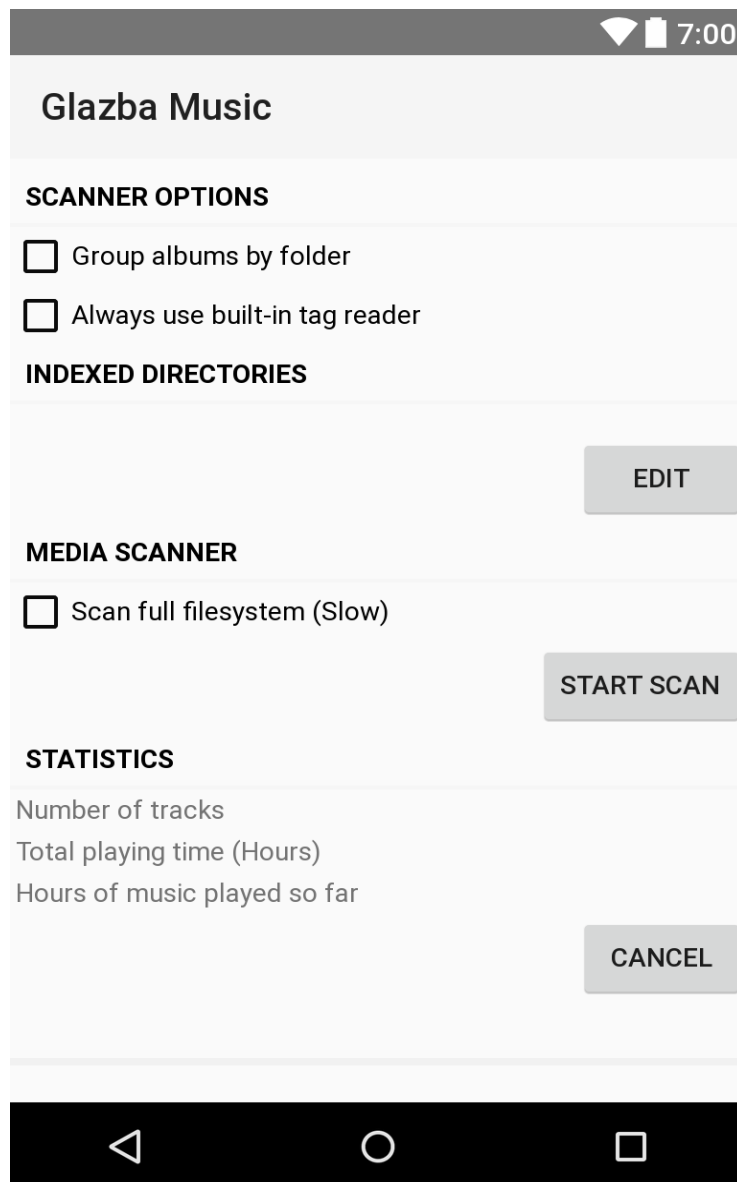 7:00
Glazba Music
SCANNER OPTIONS
Group albums by folder
Always use built-in tag reader
INDEXED DIRECTORIES
EDIT
MEDIA SCANNER
Scan full filesystem (Slow)
START SCAN
STATISTICS
Number of tracks
Total playing time (Hours)
Hours of music played so far
CANCEL